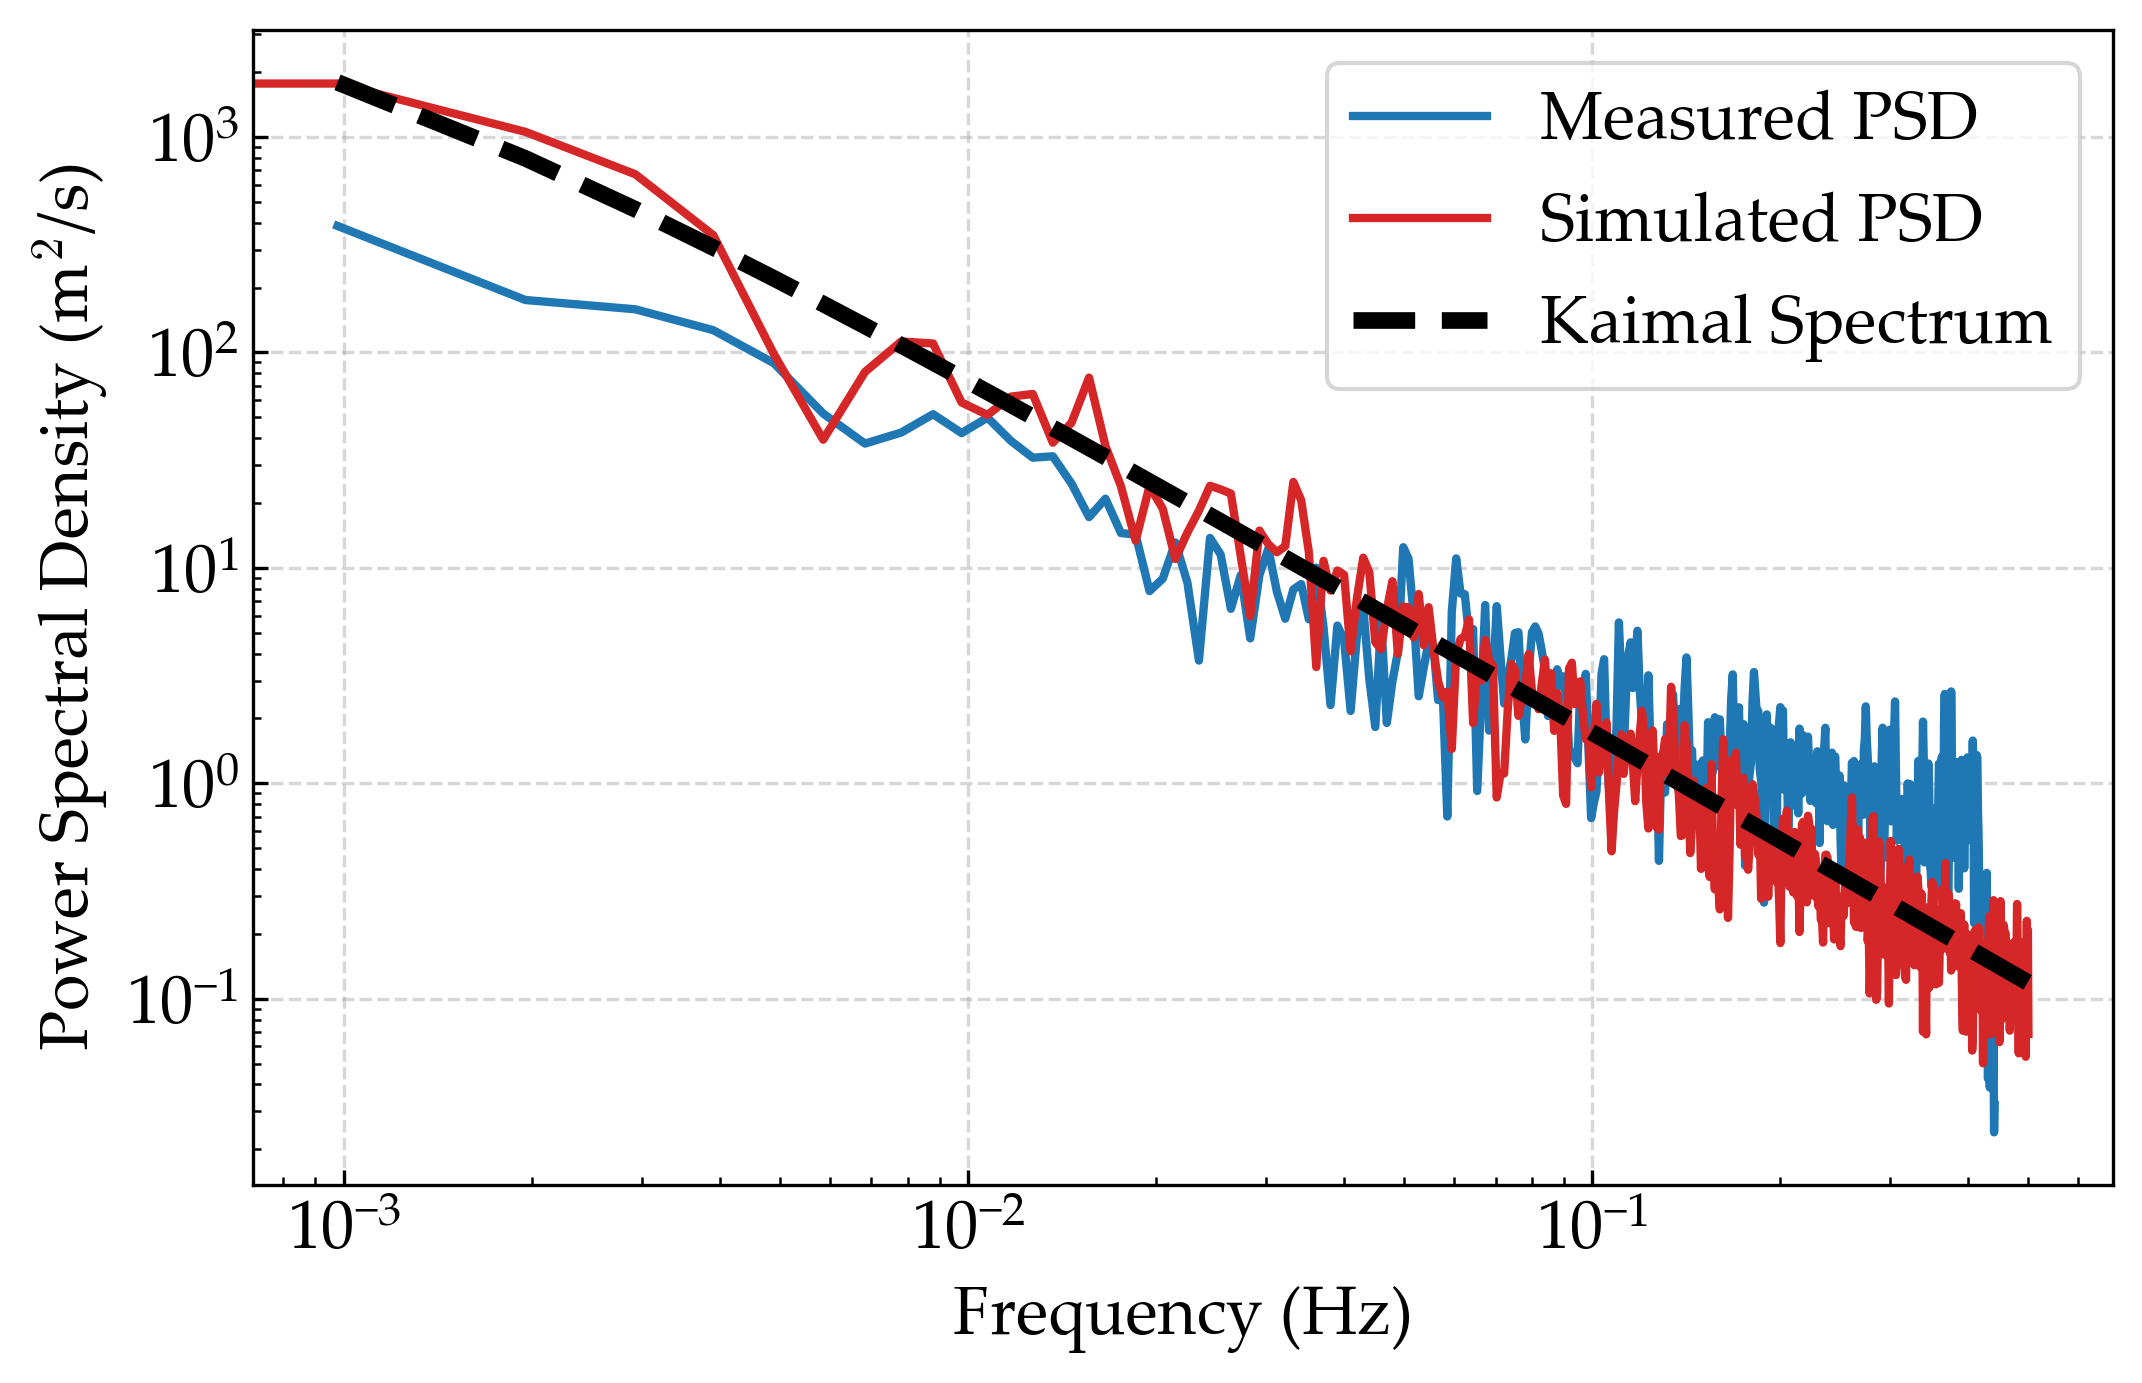 Power Spectral Density (m²/s)
10³
10²
10¹
10⁰
10⁻¹
Measured PSD
Simulated PSD
Kaimal Spectrum
10⁻³ 10⁻² 10⁻¹
Frequency (Hz)